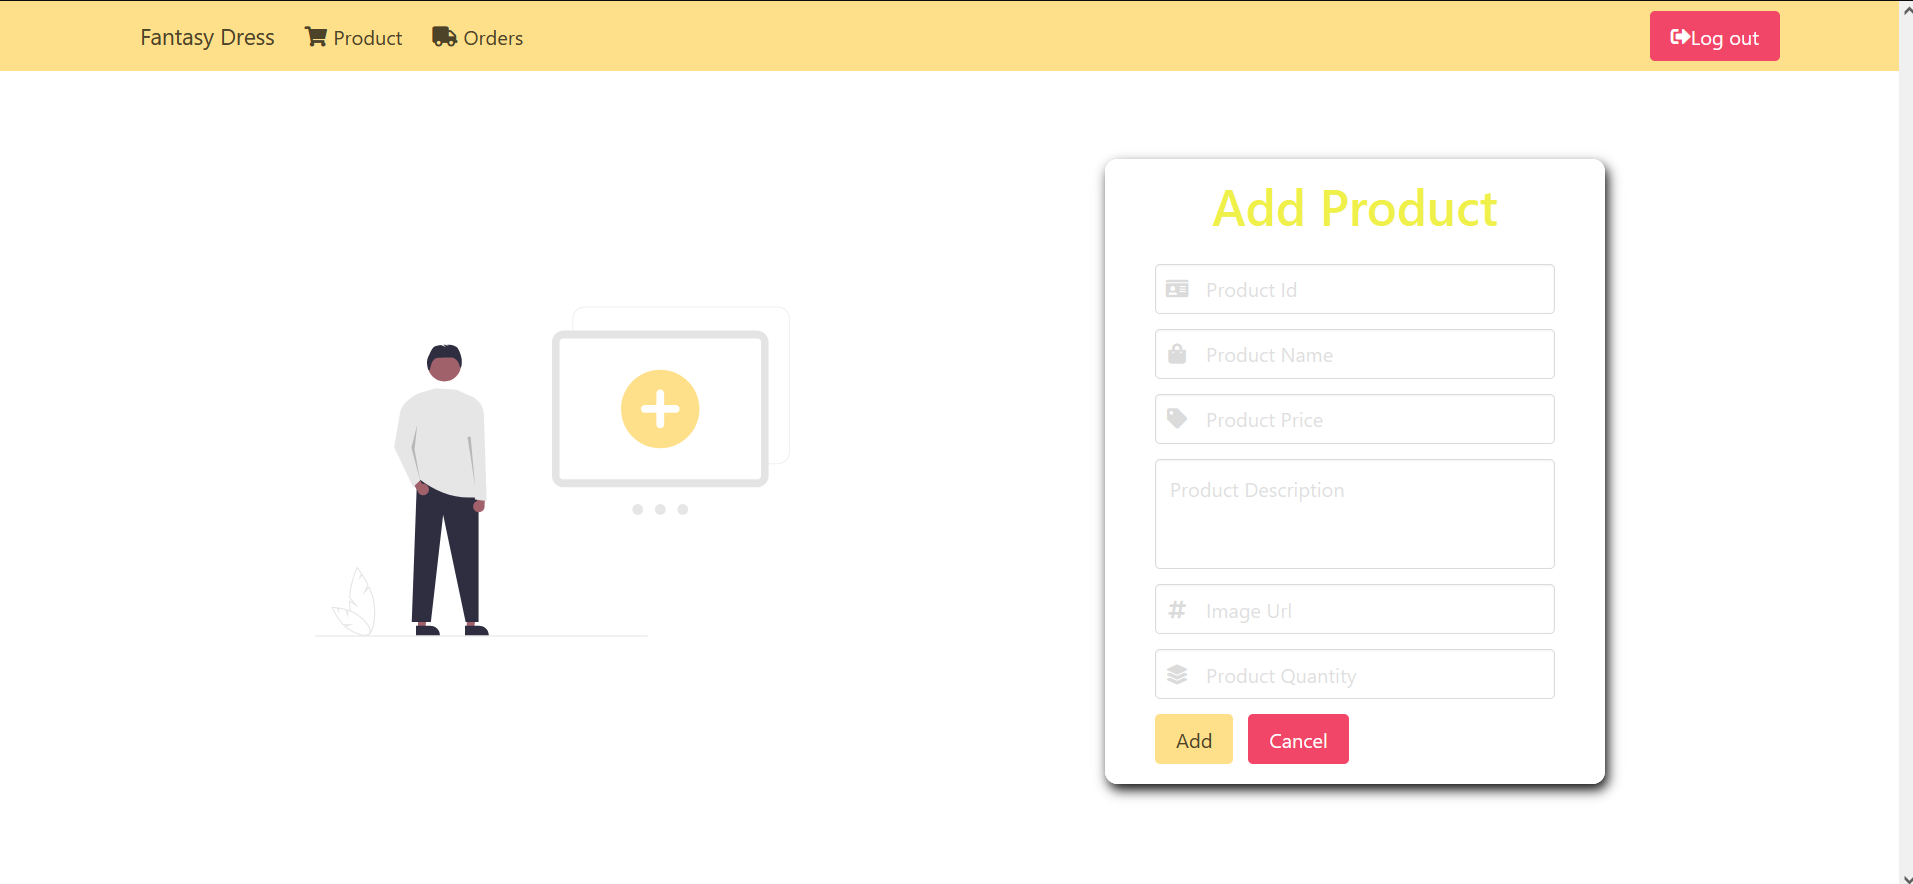 Fantasy Dress Product Orders Log out
Add Product
Product Id
Product Name
Product Price
Product Description
Image Url
Product Quantity
Add Cancel